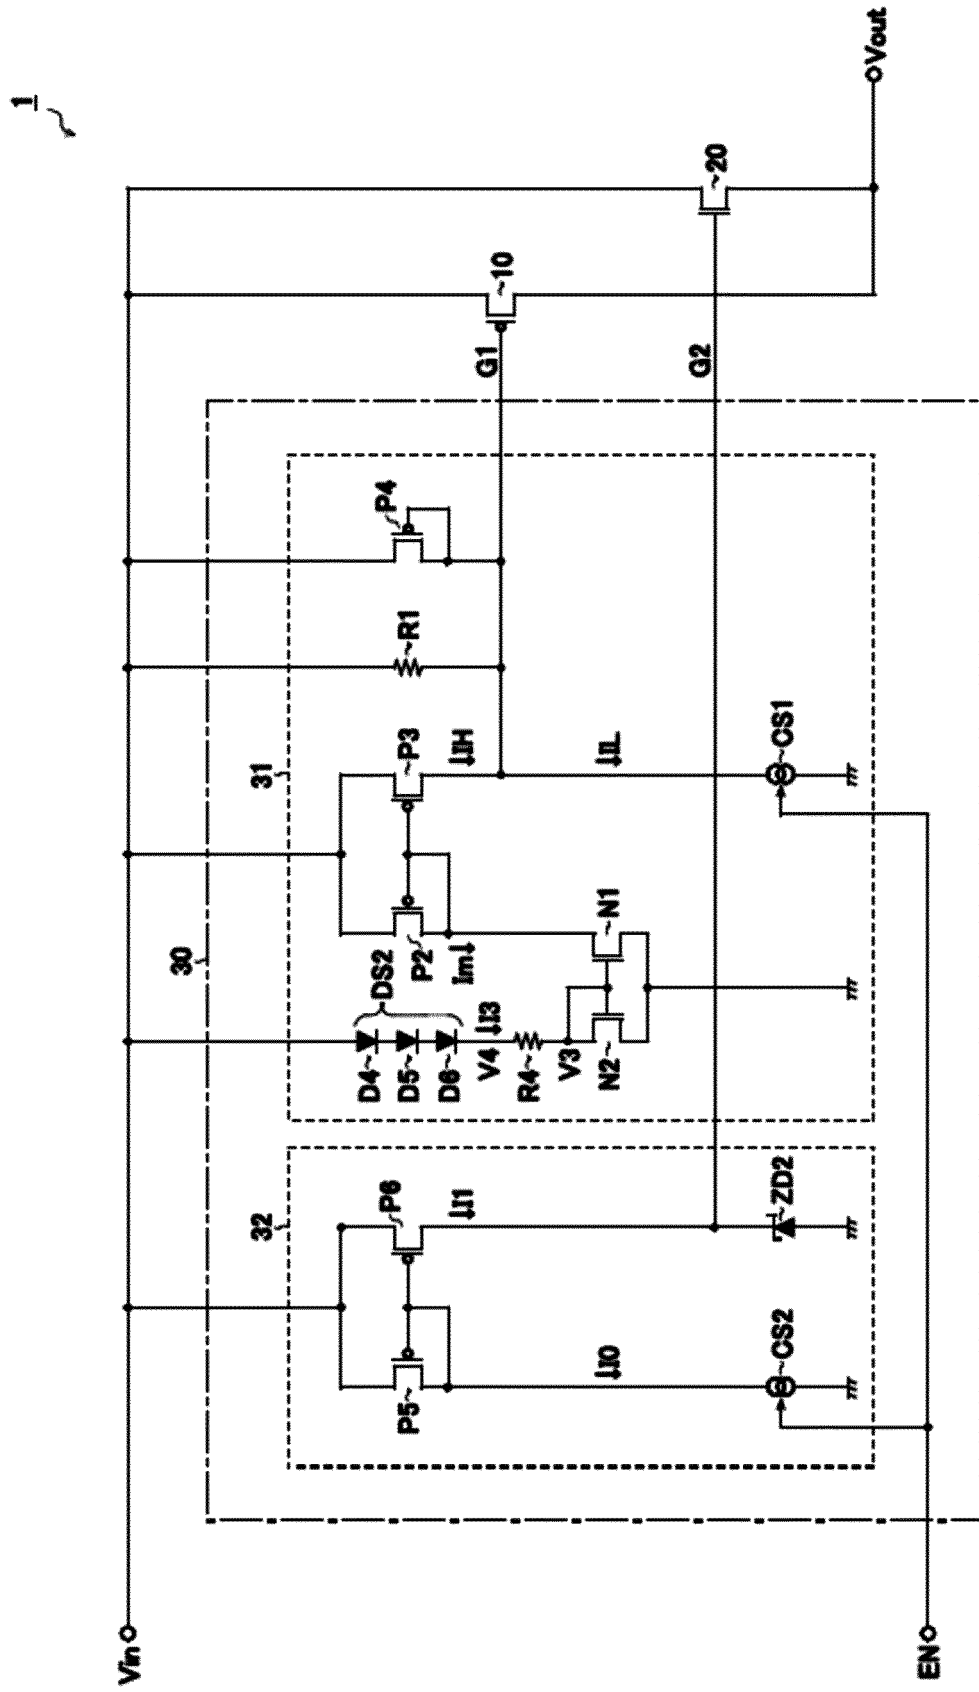 1
Vin
EN
Vout
30
32
31
P5
P6
I0
I1
CS2
ZD2
D4
D5
D6
DS2
V4
I3
R4
V3
N2
N1
P2
Im
P3
IH
IL
CS1
R1
P4
G1
G2
10
20